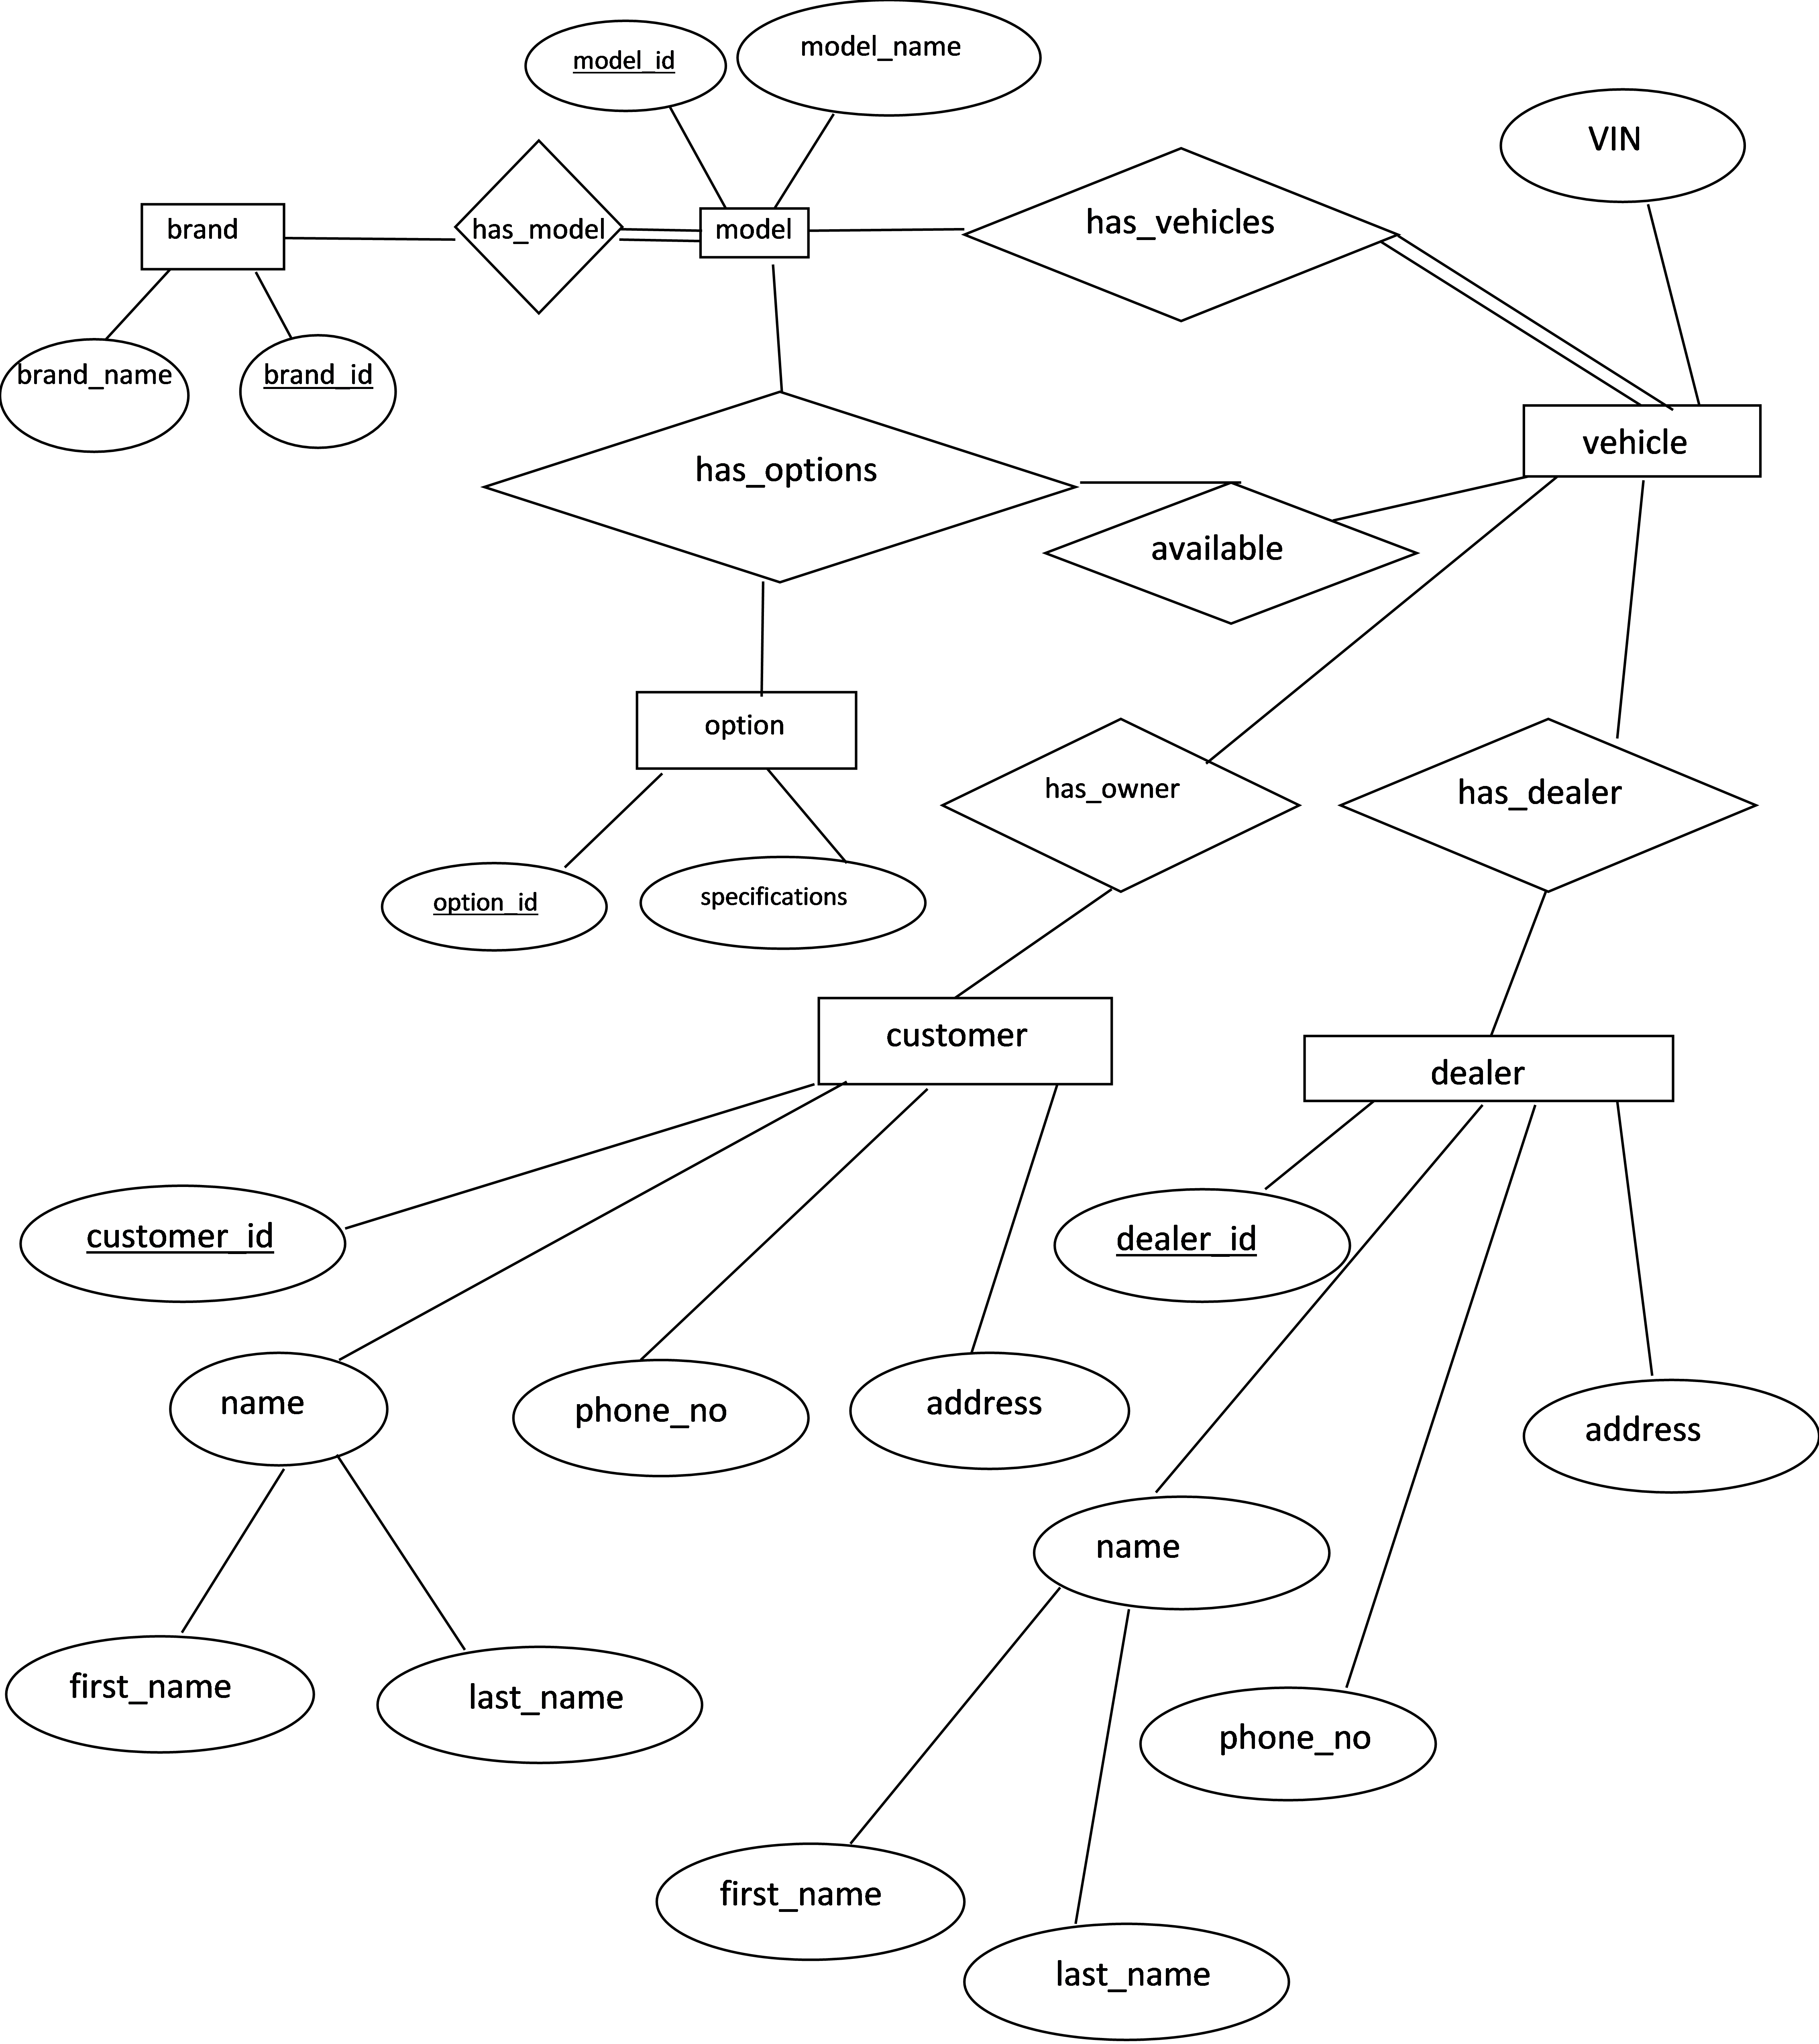 model_id
model_name
VIN
brand
has_model
model
has_vehicles
brand_name
brand_id
vehicle
has_options
available
option
has_owner
has_dealer
option_id
specifications
customer
dealer
customer_id
dealer_id
name
phone_no
address
address
name
first_name
last_name
phone_no
first_name
last_name